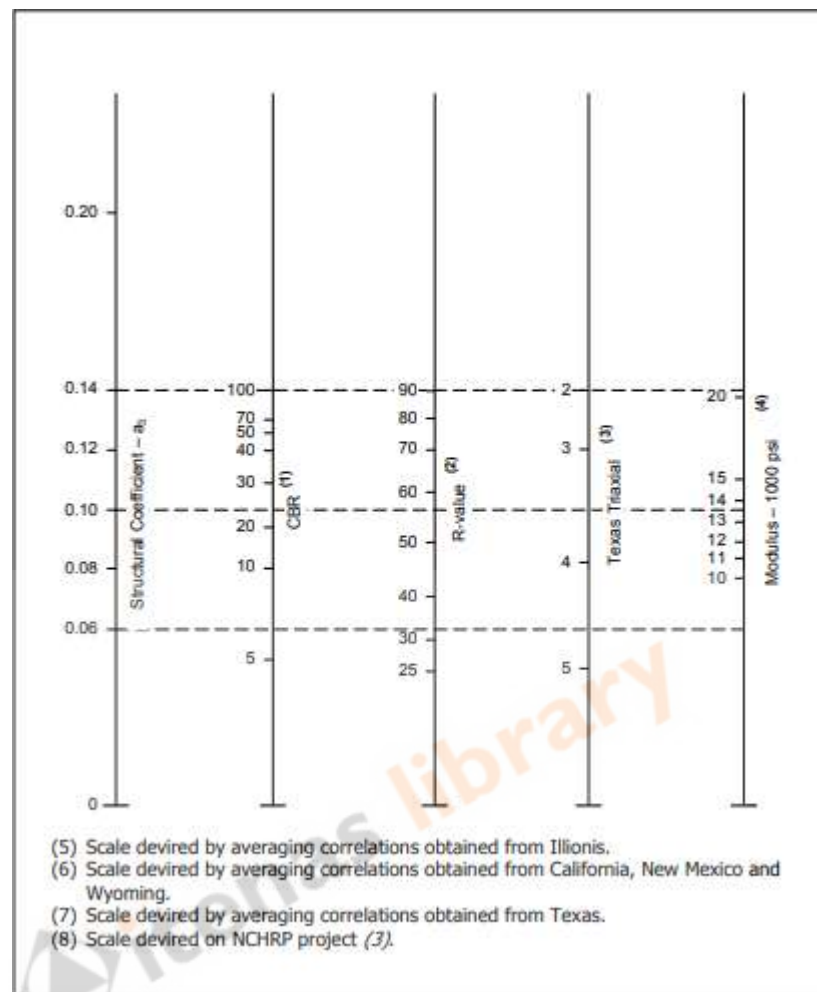 0.20
0.14 100 90 2 20
70 80
50
0.12 40 70 3
30 60 15
14
0.10
20 50 13
12
0.08 10 4 11
10
40
0.06
30
5 25 5
0
Structural Coefficient – a₃
CBR (1)
R-value (2)
Texas Triaxial (3)
Modulus – 1000 psi (4)
(5) Scale devired by averaging correlations obtained from Illionis.
(6) Scale devired by averaging correlations obtained from California, New Mexico and
Wyoming.
(7) Scale devired by averaging correlations obtained from Texas.
(8) Scale devired on NCHRP project (3).
itenas library